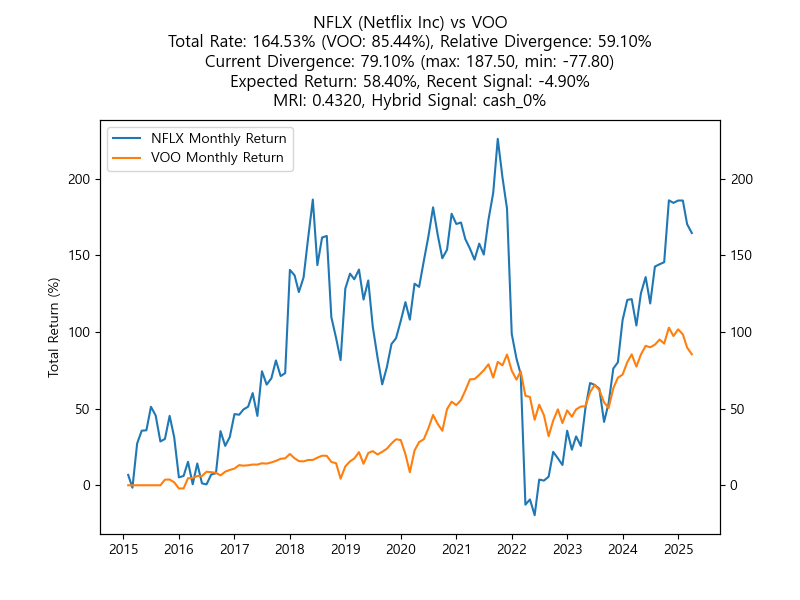 NFLX (Netflix Inc) vs VOO
Total Rate: 164.53% (VOO: 85.44%), Relative Divergence: 59.10%
Current Divergence: 79.10% (max: 187.50, min: -77.80)
Expected Return: 58.40%, Recent Signal: -4.90%
MRI: 0.4320, Hybrid Signal: cash_0%
NFLX Monthly Return
VOO Monthly Return
Total Return (%)
200
150
100
50
0
200
150
100
50
0
2015 2016 2017 2018 2019 2020 2021 2022 2023 2024 2025